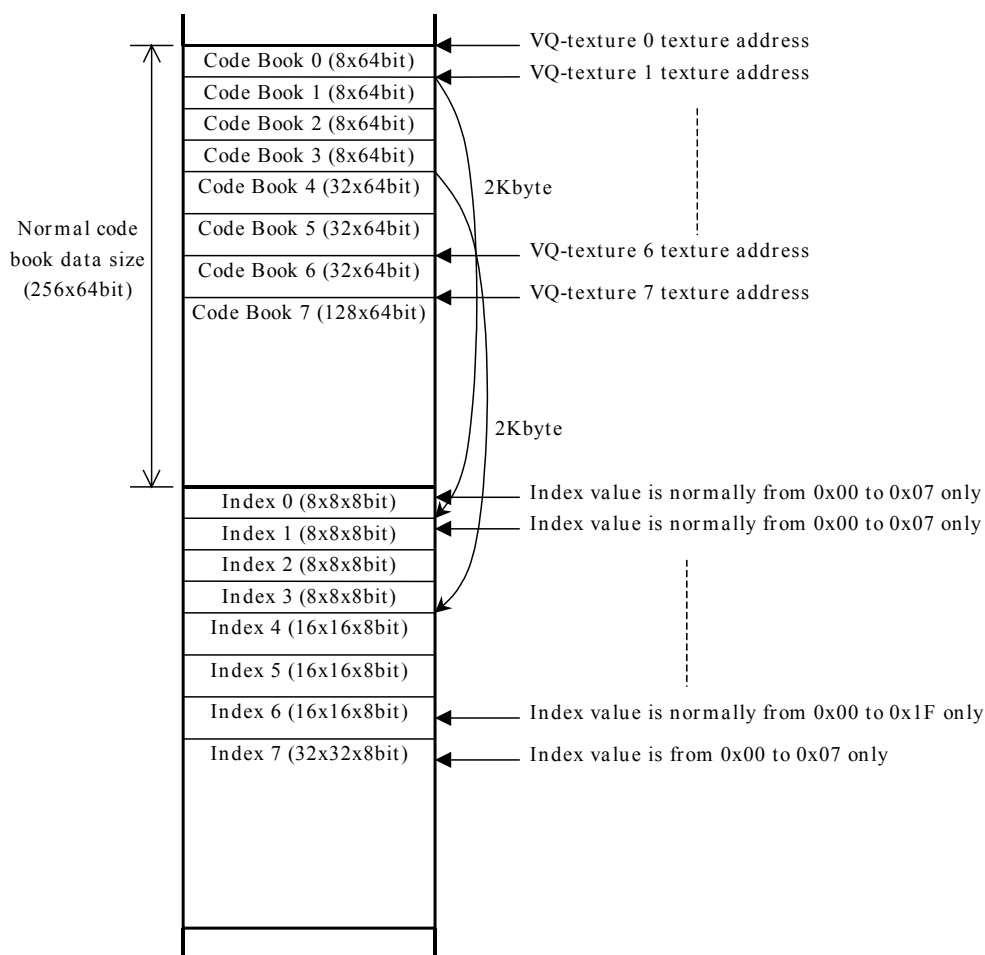 VQ-texture 0 texture address
Code Book 0 (8x64bit)
VQ-texture 1 texture address
Code Book 1 (8x64bit)
Code Book 2 (8x64bit)
Code Book 3 (8x64bit)
Code Book 4 (32x64bit)
2Kbyte
Normal code
book data size
(256x64bit)
Code Book 5 (32x64bit)
VQ-texture 6 texture address
Code Book 6 (32x64bit)
VQ-texture 7 texture address
Code Book 7 (128x64bit)
2Kbyte
Index 0 (8x8x8bit)
Index value is normally from 0x00 to 0x07 only
Index 1 (8x8x8bit)
Index value is normally from 0x00 to 0x07 only
Index 2 (8x8x8bit)
Index 3 (8x8x8bit)
Index 4 (16x16x8bit)
Index 5 (16x16x8bit)
Index 6 (16x16x8bit)
Index value is normally from 0x00 to 0x1F only
Index 7 (32x32x8bit)
Index value is from 0x00 to 0x07 only